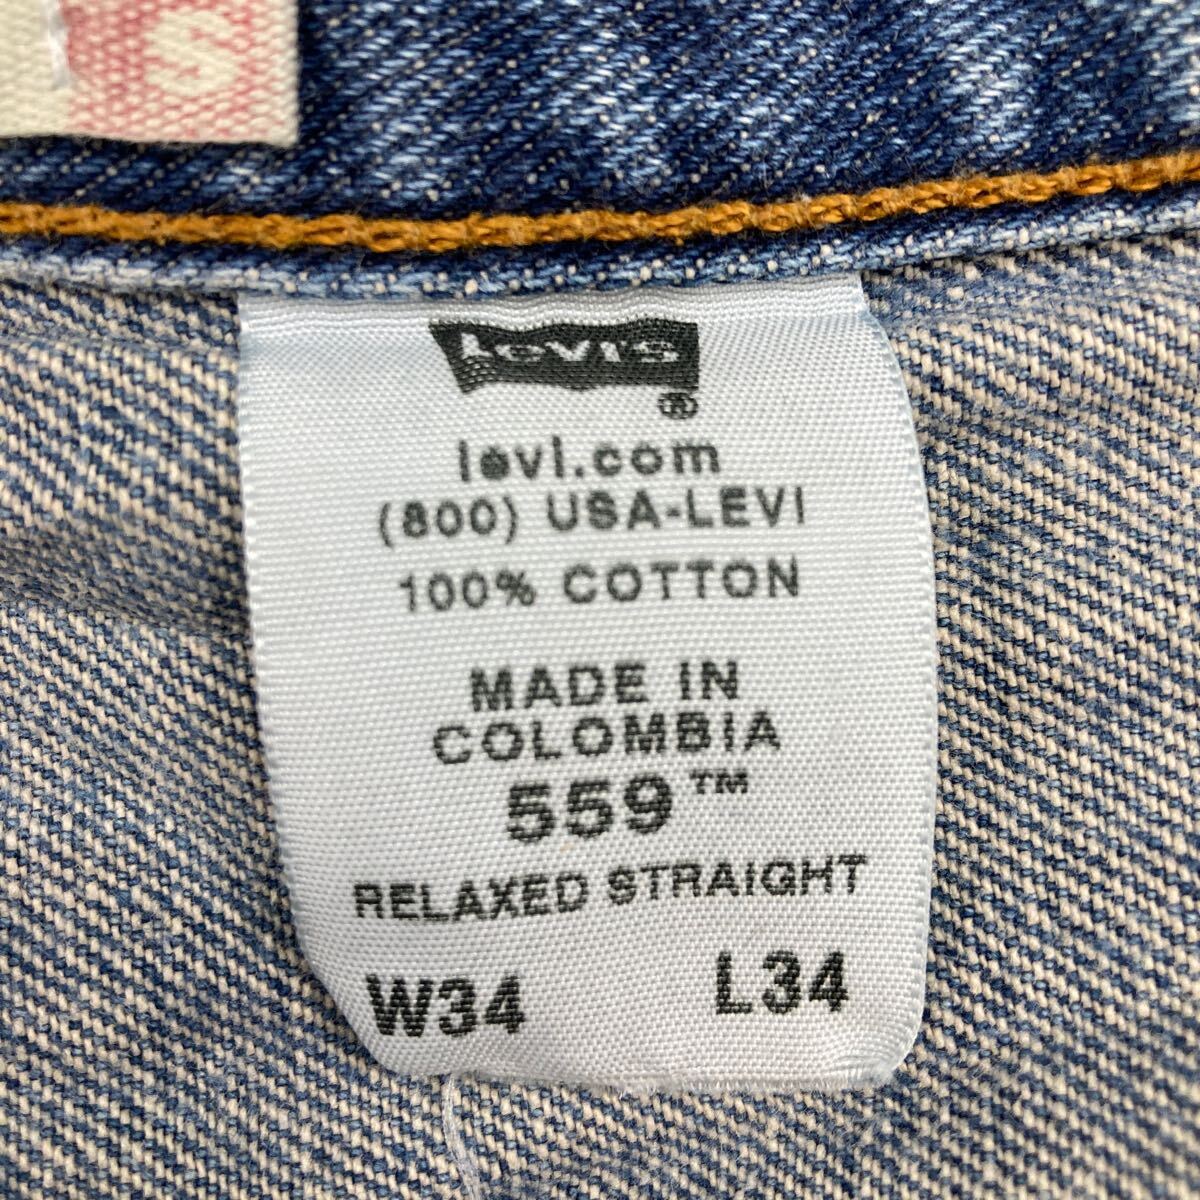 S
Levi's
®
levi.com
(800) USA-LEVI
100% COTTON
MADE IN
COLOMBIA
559™
RELAXED STRAIGHT
W34 L34